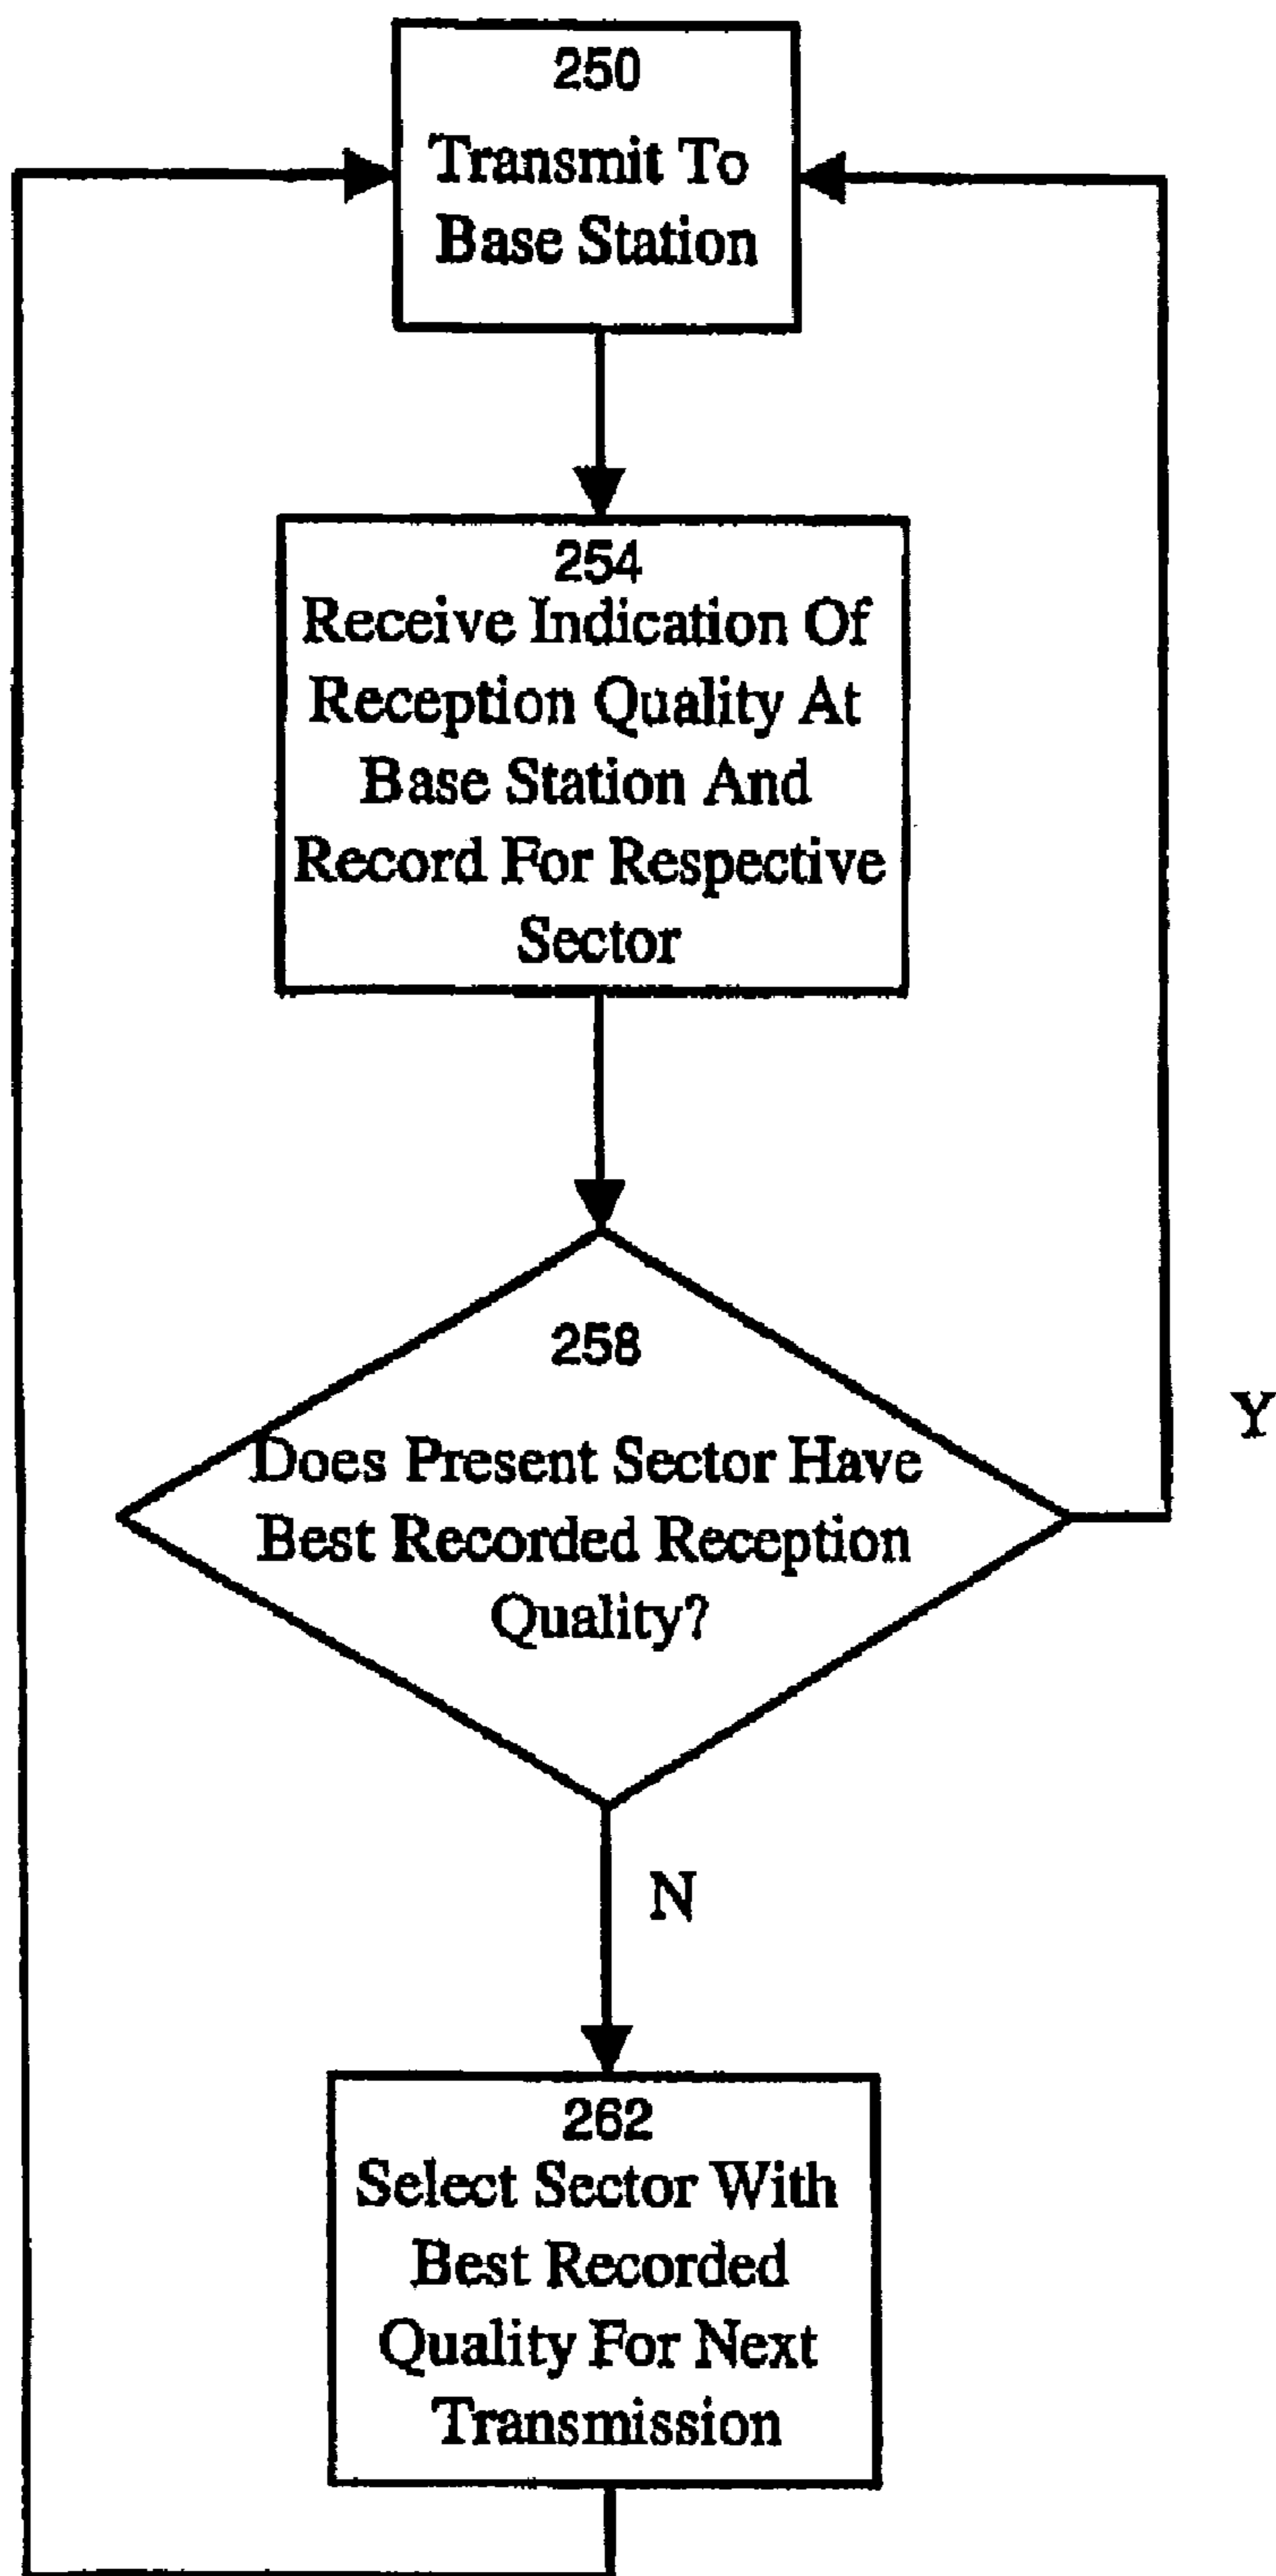 250
Transmit To
Base Station
254
Receive Indication Of
Reception Quality At
Base Station And
Record For Respective
Sector
258
Does Present Sector Have
Best Recorded Reception
Quality?
Y
N
262
Select Sector With
Best Recorded
Quality For Next
Transmission